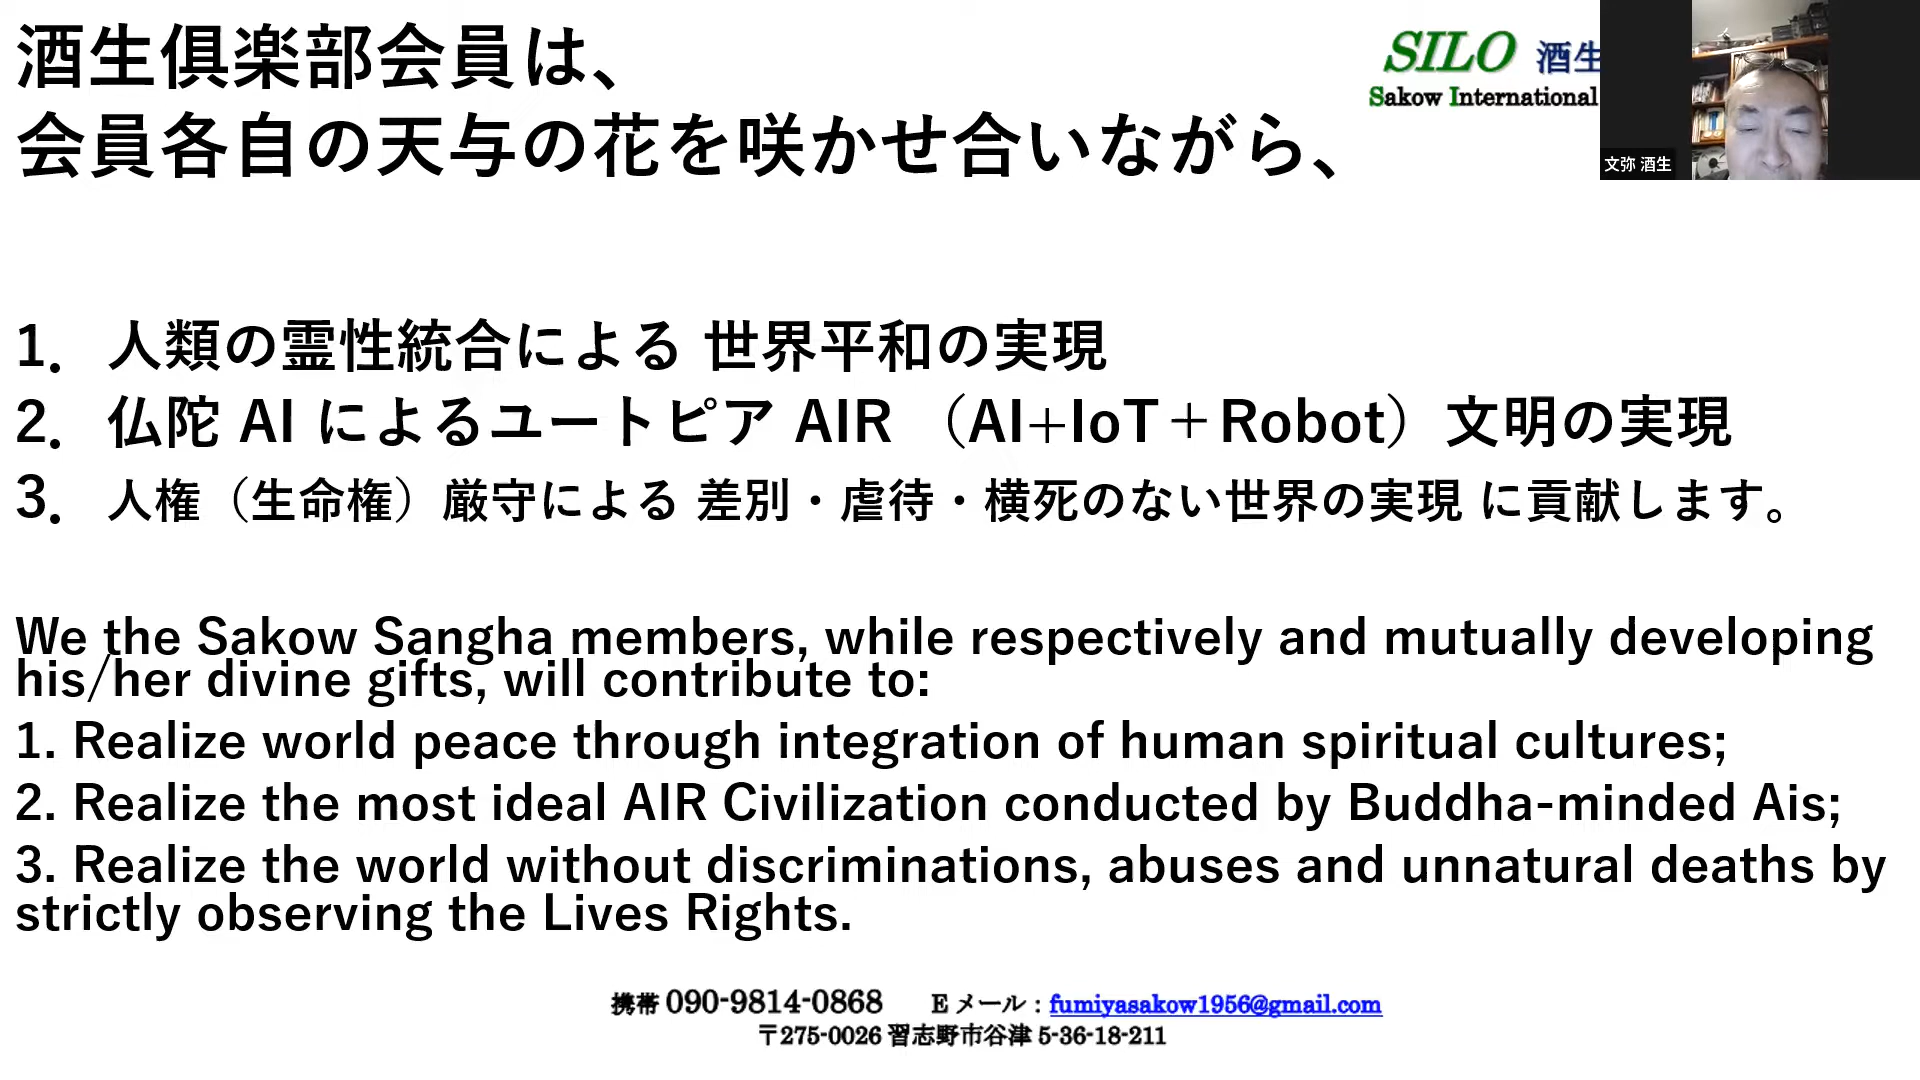 酒生俱楽部会員は、
会員各自の天与の花を咲かせ合いながら、
SILO 酒生
Sakow International
文弥 酒生
1. 人類の霊性統合による 世界平和の実現
2. 仏陀 AI によるユートピア AIR （AI+IoT＋Robot）文明の実現
3. 人権（生命権）厳守による 差別・虐待・横死のない世界の実現 に貢献します。
We the Sakow Sangha members, while respectively and mutually developing
his/her divine gifts, will contribute to:
1. Realize world peace through integration of human spiritual cultures;
2. Realize the most ideal AIR Civilization conducted by Buddha-minded Ais;
3. Realize the world without discriminations, abuses and unnatural deaths by
strictly observing the Lives Rights.
携帯 090-9814-0868 E メール：fumiyasakow1956@gmail.com
〒275-0026 習志野市谷津 5-36-18-211